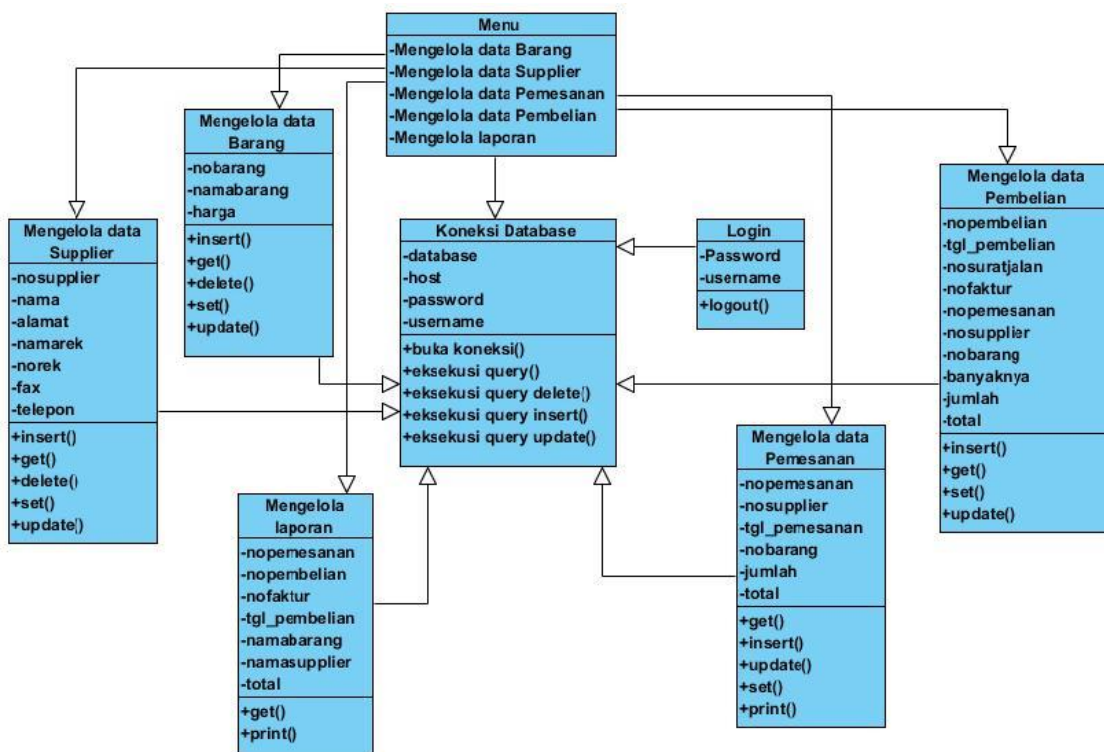 Menu
-Mengelola data Barang
-Mengelola data Supplier
-Mengelola data Pemesanan
-Mengelola data Pembelian
-Mengelola laporan
Mengelola data
Barang
-nobarang
-namabarang
-harga
+insert()
+get()
+delete()
+set()
+update()
Mengelola data
Supplier
-nosupplier
-nama
-alamat
-namarek
-norek
-fax
-telepon
+insert()
+get()
+delete()
+set()
+update()
Koneksi Database
-database
-host
-password
-username
+buka koneksi()
+eksekusi query()
+eksekusi query delete()
+eksekusi query insert()
+eksekusi query update()
Login
-Password
-username
+logout()
Mengelola data
Pembelian
-nopembelian
-tgl_pembelian
-nosuratjalan
-nofaktur
-nopemesanan
-nosupplier
-nobarang
-banyaknya
-jumlah
-total
+insert()
+get()
+set()
+update()
Mengelola
laporan
-nopemesanan
-nopembelian
-nofaktur
-tgl_pembelian
-namabarang
-namasupplier
-total
+get()
+print()
Mengelola data
Pemesanan
-nopemesanan
-nosupplier
-tgl_pemesanan
-nobarang
-jumlah
-total
+get()
+insert()
+update()
+set()
+print()